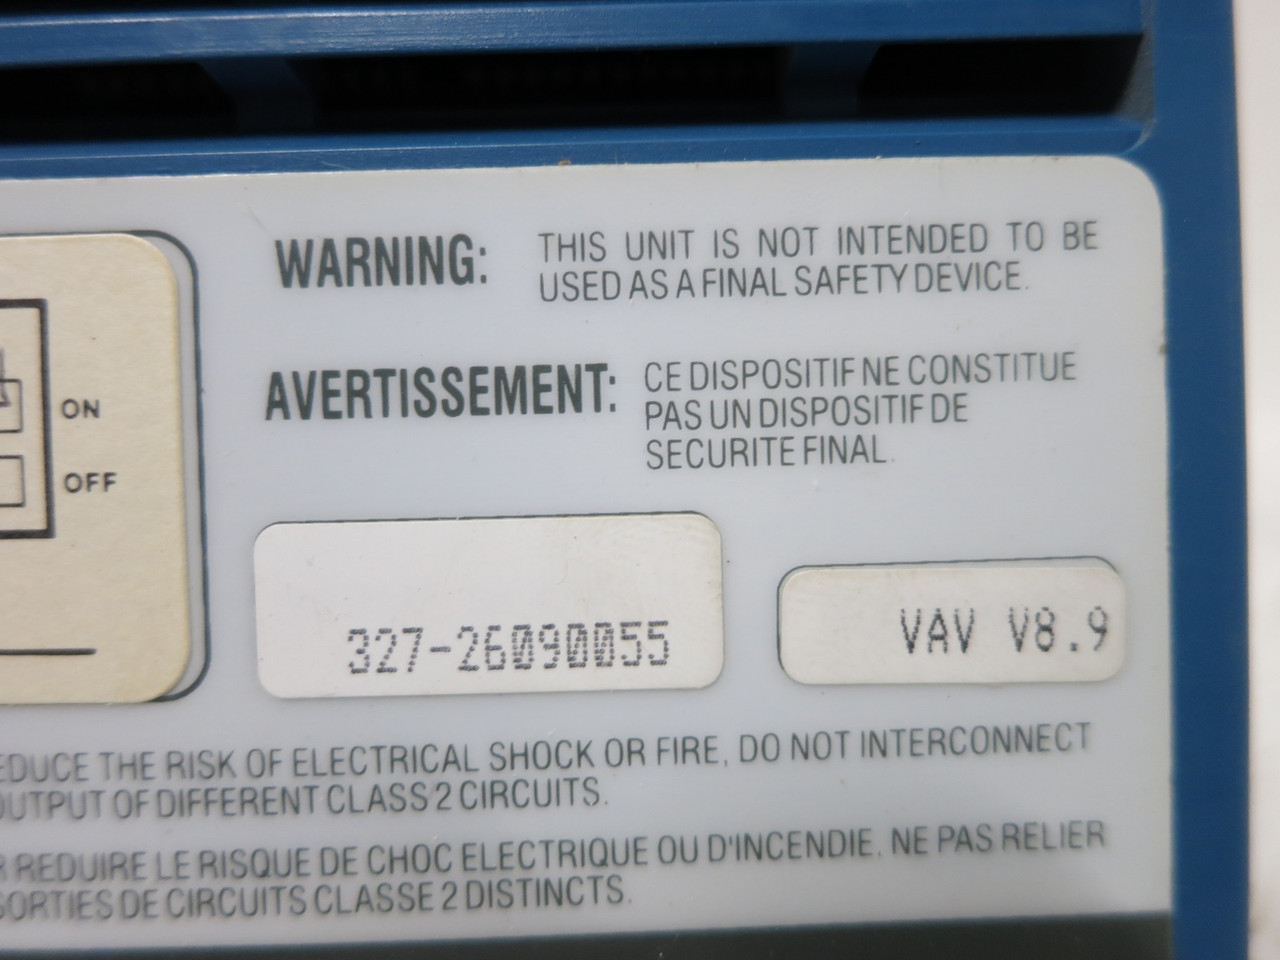 WARNING: THIS UNIT IS NOT INTENDED TO BE
USED AS A FINAL SAFETY DEVICE.
AVERTISSEMENT: CE DISPOSITIF NE CONSTITUE
PAS UN DISPOSITIF DE
SECURITE FINAL.
ON
OFF
327-26090055
VAV V8.9
EDUCE THE RISK OF ELECTRICAL SHOCK OR FIRE, DO NOT INTERCONNECT
OUTPUT OF DIFFERENT CLASS 2 CIRCUITS.
R REDUIRE LE RISQUE DE CHOC ELECTRIQUE OU D'INCENDIE. NE PAS RELIER
SORTIES DE CIRCUITS CLASSE 2 DISTINCTS.